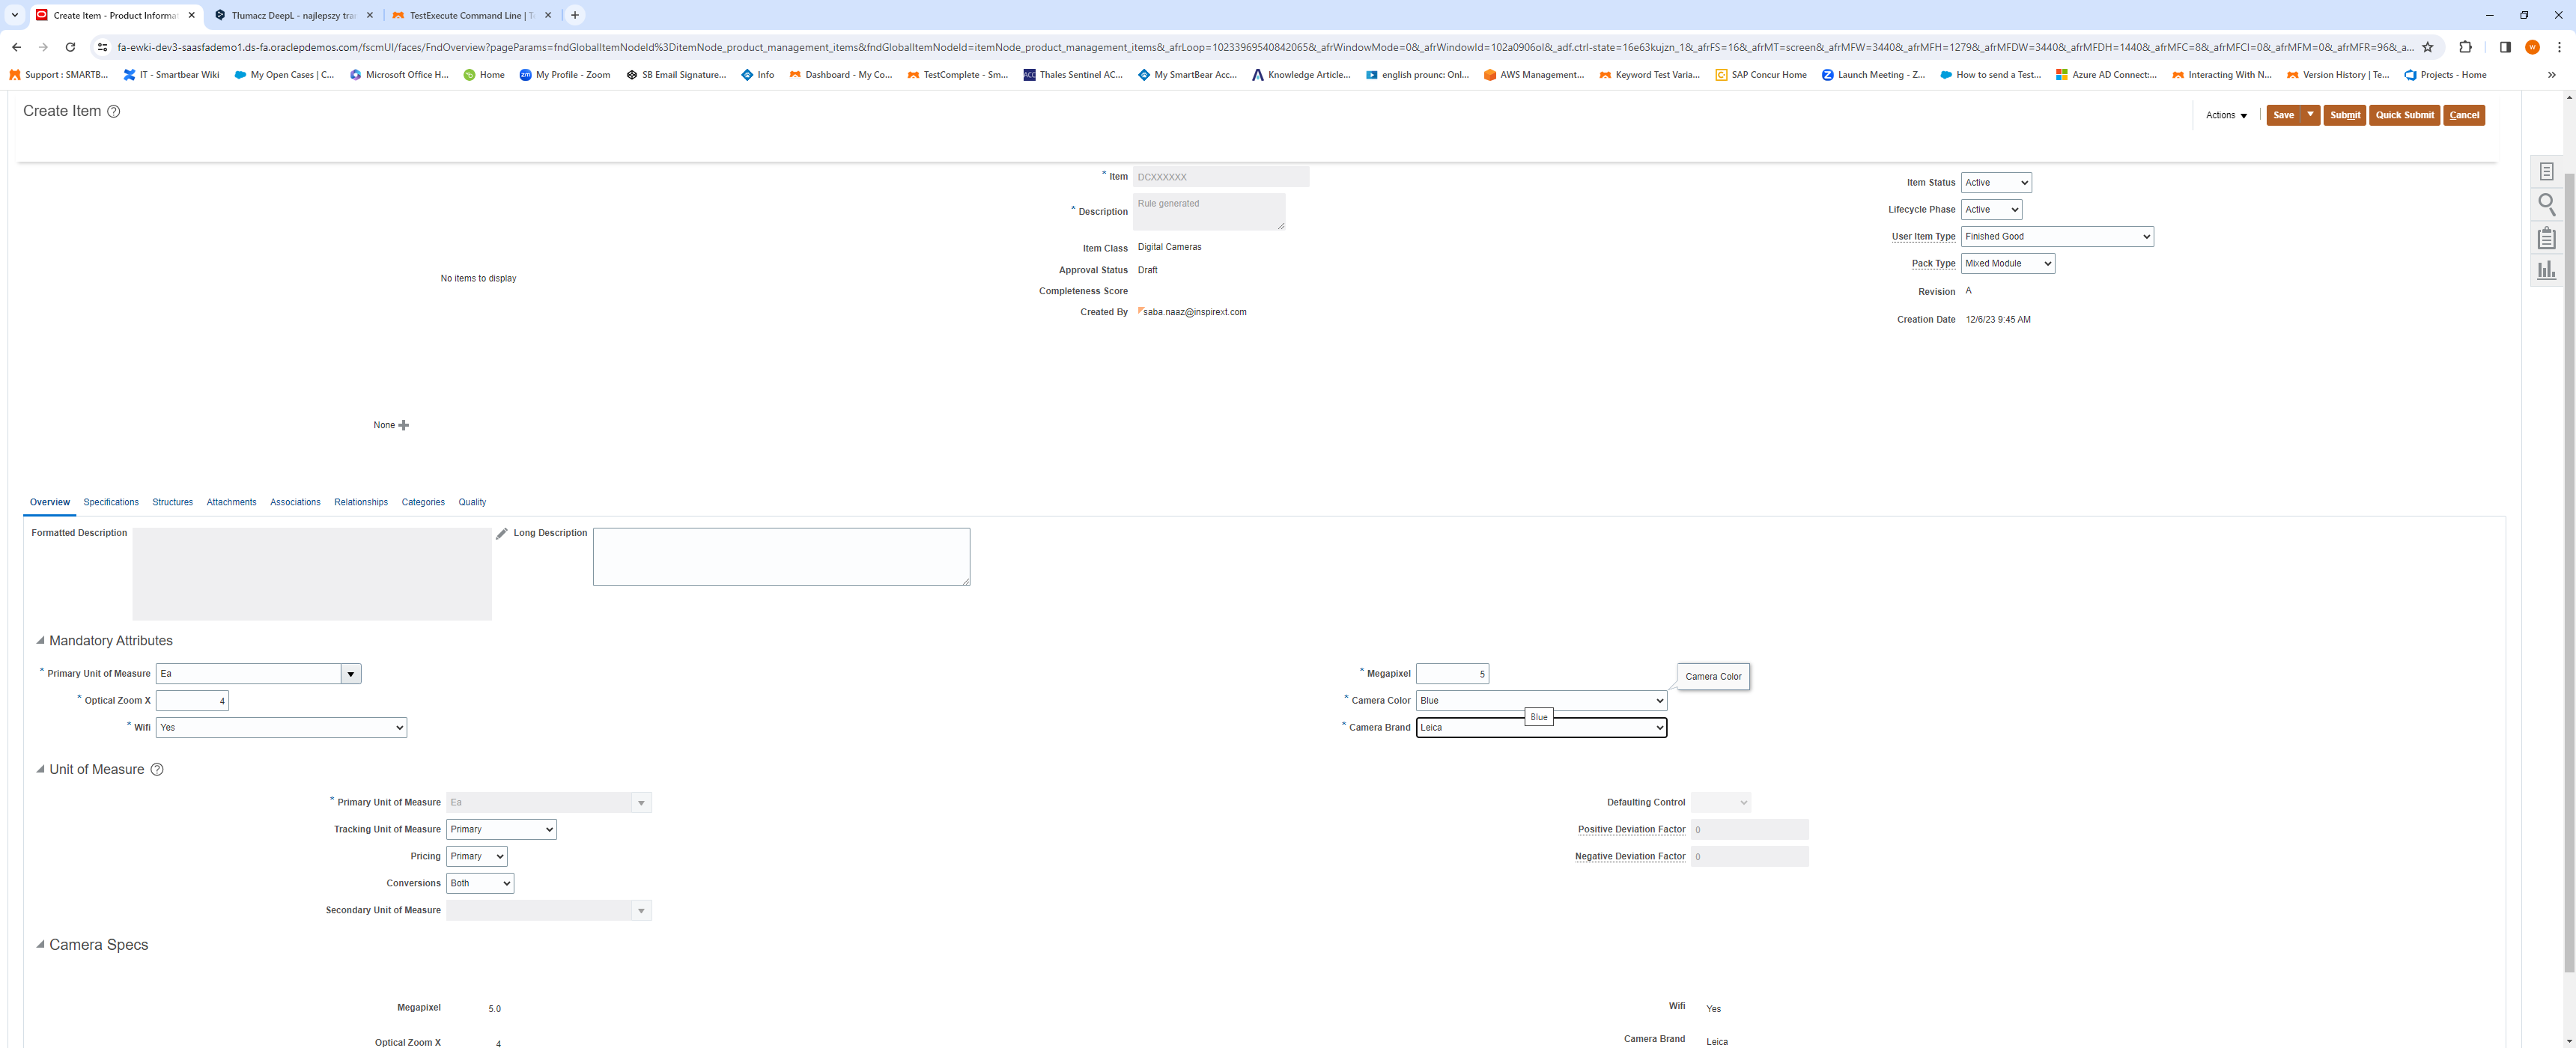 Create Item - Product Informa
Tłumacz DeepL - najlepszy tra
TestExecute Command Line | T
fa-ewki-dev3-saasfademo1.ds-fa.oraclepdemos.com/fscmUI/faces/FndOverview?pageParams=fndGlobalItemNodeId%3DitemNode_product_management_items&fndGlobalItemNodeId=itemNode_product_management_items&_afrLoop=10233969540842065&_afrWindowMode=0&_afrWindowId=102a0906ol&_adf.ctrl-state=16e63kujzn_1&_afrFS=16&_afrMT=screen&_afrMFW=3440&_afrMFH=1279&_afrMFDW=3440&_afrMFDH=1440&_afrMFC=8&_afrMFCI=0&_afrMFM=0&_afrMFR=96&_a...
W
Support : SMARTB...
IT - Smartbear Wiki
My Open Cases | C...
Microsoft Office H...
Home
My Profile - Zoom
SB Email Signature...
Info
Dashboard - My Co...
TestComplete - Sm...
Thales Sentinel AC...
My SmartBear Acc...
Knowledge Article...
english prounc: Onl...
AWS Management...
Keyword Test Varia...
SAP Concur Home
Launch Meeting - Z...
How to send a Test...
Azure AD Connect:...
Interacting With N...
Version History | Te...
Projects - Home
Create Item
Actions
Save
Submit
Quick Submit
Cancel
* Item DCXXXXXX
* Description Rule generated
Item Class Digital Cameras
Approval Status Draft
Completeness Score
Created By saba.naaz@inspirext.com
Item Status Active
Lifecycle Phase Active
User Item Type Finished Good
Pack Type Mixed Module
Revision A
Creation Date 12/6/23 9:45 AM
No items to display
None
Overview Specifications Structures Attachments Associations Relationships Categories Quality
Formatted Description
Long Description
Mandatory Attributes
* Primary Unit of Measure Ea
* Optical Zoom X 4
* Wifi Yes
* Megapixel 5
* Camera Color Blue
Camera Color
Blue
* Camera Brand Leica
Unit of Measure
* Primary Unit of Measure Ea
Tracking Unit of Measure Primary
Pricing Primary
Conversions Both
Secondary Unit of Measure
Defaulting Control
Positive Deviation Factor 0
Negative Deviation Factor 0
Camera Specs
Megapixel 5.0
Optical Zoom X 4
Wifi Yes
Camera Brand Leica